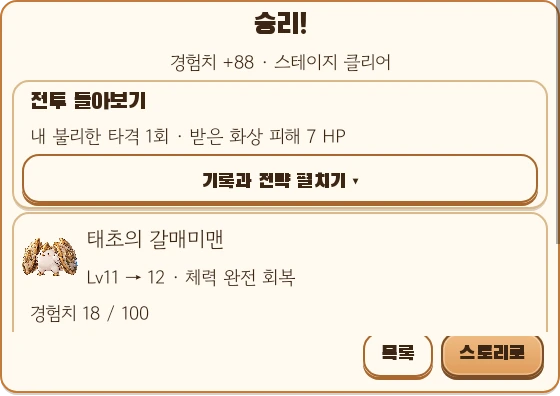 승리!
경험치 +88 · 스테이지 클리어
전투 돌아보기
내 불리한 타격 1회 · 받은 화상 피해 7 HP
기록과 전략 펼치기 ▾
태초의 갈매미맨
Lv11 → 12 · 체력 완전 회복
경험치 18 / 100
목록 스토리로